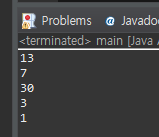 Problems Javadoc
<terminated> main [Java A
13
7
30
3
1